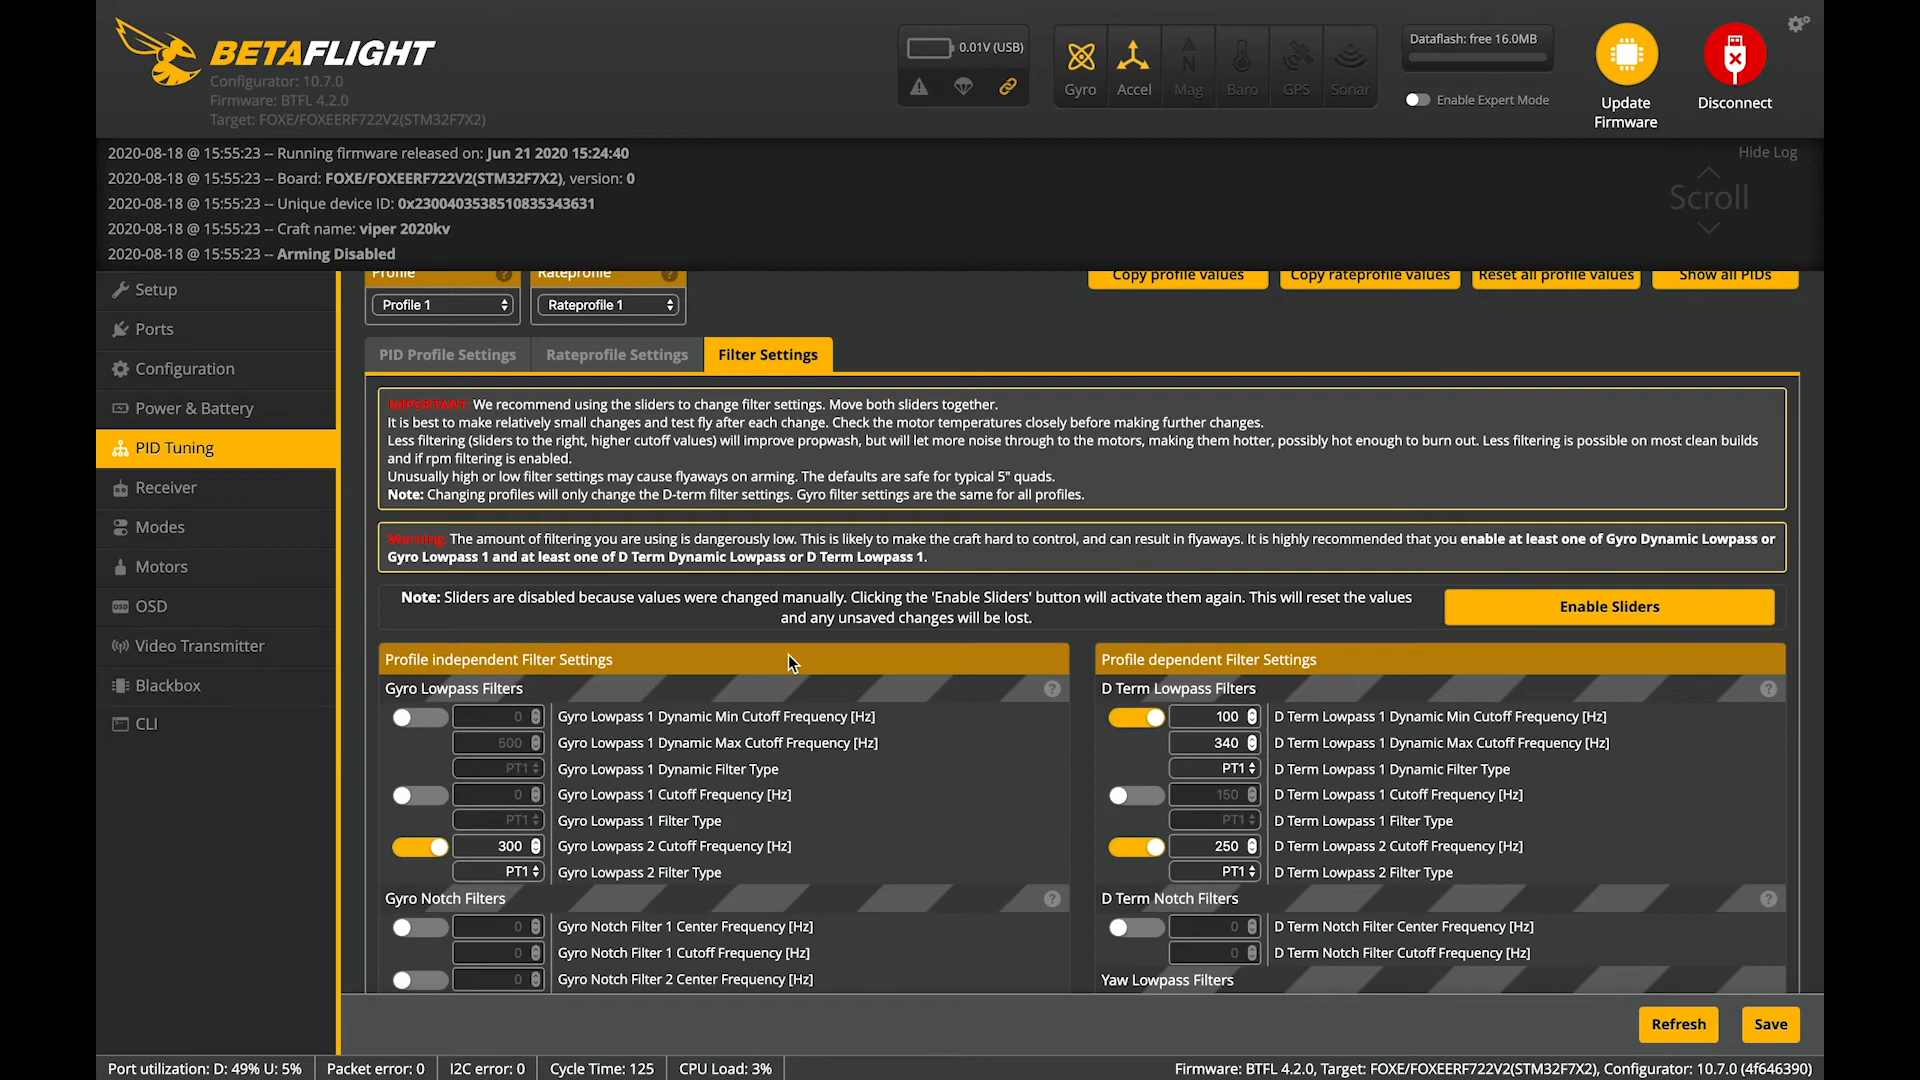 BETAFLIGHT
Configurator: 10.7.0
Firmware: BTFL 4.2.0
Target: FOXE/FOXEERF722V2(STM32F7X2)
0.01V (USB)
Gyro
Accel
Mag
Baro
GPS
Sonar
Dataflash: free 16.0MB
Enable Expert Mode
Update
Firmware
Disconnect
2020-08-18 @ 15:55:23 -- Running firmware released on: Jun 21 2020 15:24:40
2020-08-18 @ 15:55:23 -- Board: FOXE/FOXEERF722V2(STM32F7X2), version: 0
2020-08-18 @ 15:55:23 -- Unique device ID: 0x2300403538510835343631
2020-08-18 @ 15:55:23 -- Craft name: viper 2020kv
2020-08-18 @ 15:55:23 -- Arming Disabled
Hide Log
Scroll
Setup
Ports
Configuration
Power & Battery
PID Tuning
Receiver
Modes
Motors
OSD
Video Transmitter
Blackbox
CLI
Profile
Rateprofile
Copy profile values
Copy rateprofile values
Reset all profile values
Show all PIDs
Profile 1
Rateprofile 1
PID Profile Settings
Rateprofile Settings
Filter Settings
IMPORTANT: We recommend using the sliders to change filter settings. Move both sliders together.
It is best to make relatively small changes and test fly after each change. Check the motor temperatures closely before making further changes.
Less filtering (sliders to the right, higher cutoff values) will improve propwash, but will let more noise through to the motors, making them hotter, possibly hot enough to burn out. Less filtering is possible on most clean builds
and if rpm filtering is enabled.
Unusually high or low filter settings may cause flyaways on arming. The defaults are safe for typical 5" quads.
Note: Changing profiles will only change the D-term filter settings. Gyro filter settings are the same for all profiles.
Warning: The amount of filtering you are using is dangerously low. This is likely to make the craft hard to control, and can result in flyaways. It is highly recommended that you enable at least one of Gyro Dynamic Lowpass or
Gyro Lowpass 1 and at least one of D Term Dynamic Lowpass or D Term Lowpass 1.
Note: Sliders are disabled because values were changed manually. Clicking the 'Enable Sliders' button will activate them again. This will reset the values
and any unsaved changes will be lost.
Enable Sliders
Profile independent Filter Settings
Gyro Lowpass Filters
0 Gyro Lowpass 1 Dynamic Min Cutoff Frequency [Hz]
500 Gyro Lowpass 1 Dynamic Max Cutoff Frequency [Hz]
PT1 Gyro Lowpass 1 Dynamic Filter Type
0 Gyro Lowpass 1 Cutoff Frequency [Hz]
PT1 Gyro Lowpass 1 Filter Type
300 Gyro Lowpass 2 Cutoff Frequency [Hz]
PT1 Gyro Lowpass 2 Filter Type
Gyro Notch Filters
0 Gyro Notch Filter 1 Center Frequency [Hz]
0 Gyro Notch Filter 1 Cutoff Frequency [Hz]
0 Gyro Notch Filter 2 Center Frequency [Hz]
Profile dependent Filter Settings
D Term Lowpass Filters
100 D Term Lowpass 1 Dynamic Min Cutoff Frequency [Hz]
340 D Term Lowpass 1 Dynamic Max Cutoff Frequency [Hz]
PT1 D Term Lowpass 1 Dynamic Filter Type
150 D Term Lowpass 1 Cutoff Frequency [Hz]
PT1 D Term Lowpass 1 Filter Type
250 D Term Lowpass 2 Cutoff Frequency [Hz]
PT1 D Term Lowpass 2 Filter Type
D Term Notch Filters
0 D Term Notch Filter Center Frequency [Hz]
0 D Term Notch Filter Cutoff Frequency [Hz]
Yaw Lowpass Filters
Refresh
Save
Port utilization: D: 49% U: 5%
Packet error: 0
I2C error: 0
Cycle Time: 125
CPU Load: 3%
Firmware: BTFL 4.2.0, Target: FOXE/FOXEERF722V2(STM32F7X2), Configurator: 10.7.0 (4f646390)